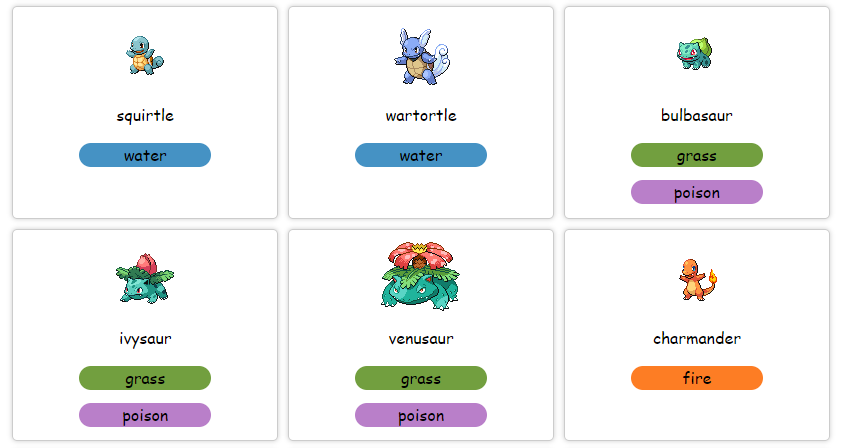 squirtle
water
wartortle
water
bulbasaur
grass
poison
ivysaur
grass
poison
venusaur
grass
poison
charmander
fire